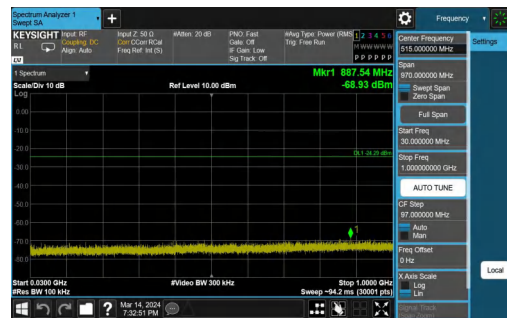 Spectrum Analyzer 1
Swept SA
+
Frequency
KEYSIGHT
Input: RF
Coupling: DC
Align: Auto
RL
LV
Input Z: 50 Ω
Corr CCorr RCal
Freq Ref: Int (S)
#Atten: 20 dB
PNO: Fast
Gate: Off
IF Gain: Low
Sig Track: Off
#Avg Type: Power (RMS
Trig: Free Run
1 2 3 4 5 6
M W W W W W
P P P P P P
1 Spectrum
Scale/Div 10 dB
Log
Ref Level 10.00 dBm
Mkr1 887.54 MHz
-68.93 dBm
0.00
-10.0
-20.0
-30.0
-40.0
-50.0
-60.0
-70.0
-80.0
1
Start 0.0300 GHz
#Res BW 100 kHz
#Video BW 300 kHz
Stop 1.0000 GHz
Sweep ~94.2 ms (30001 pts)
?
Mar 14, 2024
7:32:51 PM
Center Frequency
515.000000 MHz
Span
970.000000 MHz
Swept Span
Zero Span
Full Span
Start Freq
30.000000 MHz
Stop Freq
1.000000000 GHz
AUTO TUNE
CF Step
97.000000 MHz
Auto
Man
Freq Offset
0 Hz
X Axis Scale
Log
Lin
Signal Track
Settings
Local